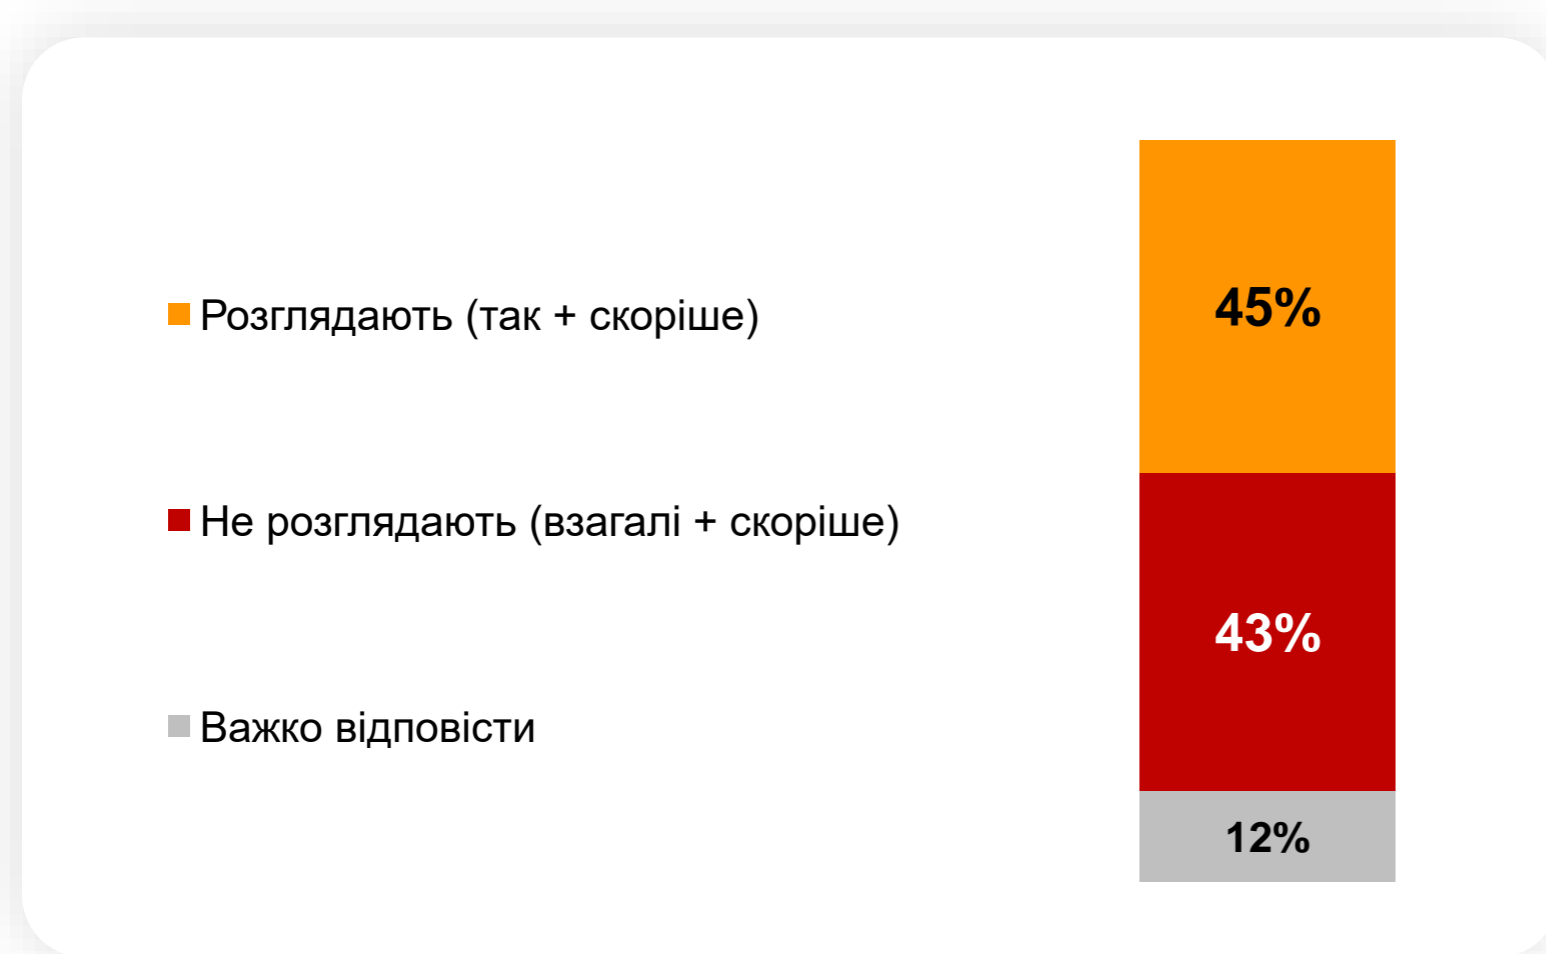 Розглядають (так + скоріше)
45%
Не розглядають (взагалі + скоріше)
43%
Важко відповісти
12%